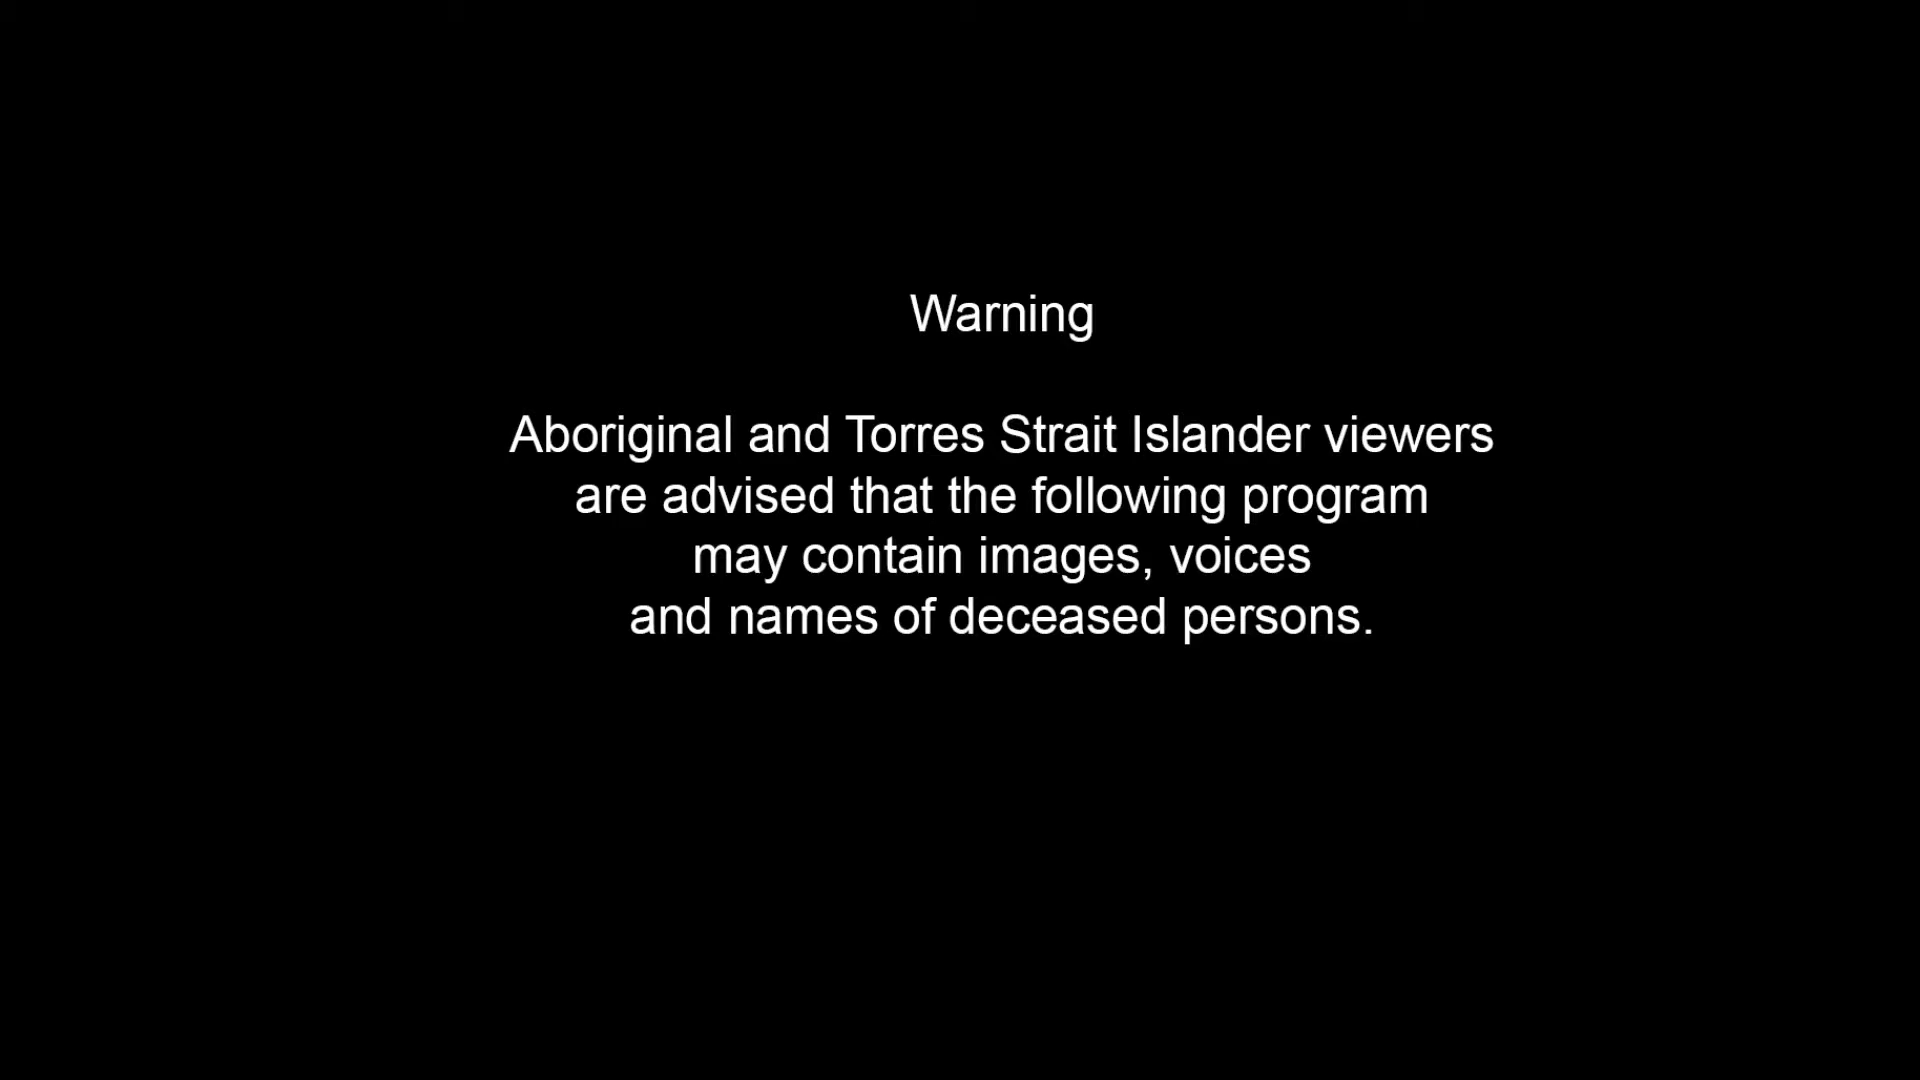 Warning
Aboriginal and Torres Strait Islander viewers
are advised that the following program
may contain images, voices
and names of deceased persons.